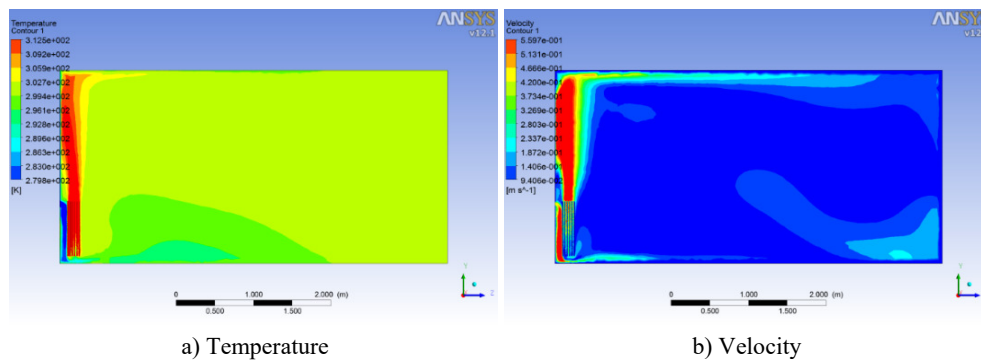 Temperature
Contour 1
3.125e+002
3.092e+002
3.059e+002
3.027e+002
2.994e+002
2.961e+002
2.928e+002
2.896e+002
2.863e+002
2.830e+002
2.798e+002
[K]
ANSYS
v12.1
0 1.000 2.000 (m)
0.500 1.500
Y
Z
a) Temperature
Velocity
Contour 1
5.597e-001
5.131e-001
4.666e-001
4.200e-001
3.734e-001
3.269e-001
2.803e-001
2.337e-001
1.872e-001
1.406e-001
[m s^-1]
ANSYS
0 1.000 2.000 (m)
0.500 1.500
Y
Z
b) Velocity